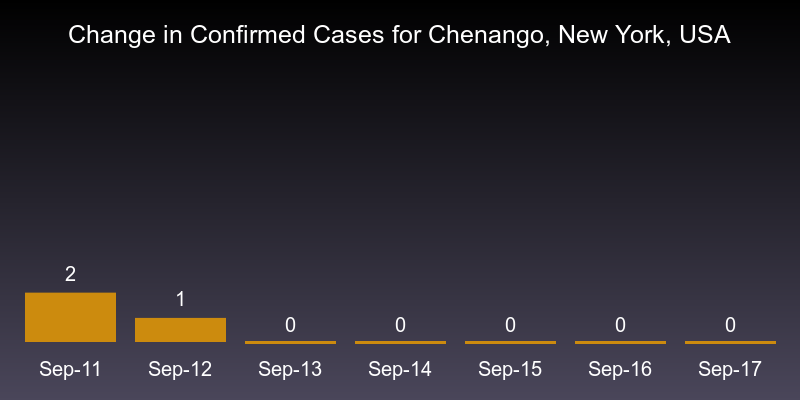 Change in Confirmed Cases for Chenango, New York, USA
2
1
0
0
0
0
0
Sep-11
Sep-12
Sep-13
Sep-14
Sep-15
Sep-16
Sep-17